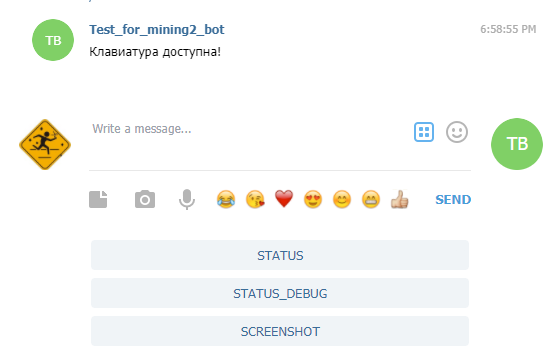 TB
Test_for_mining2_bot
6:58:55 PM
Клавиатура доступна!
Write a message...
TB
SEND
STATUS
STATUS_DEBUG
SCREENSHOT